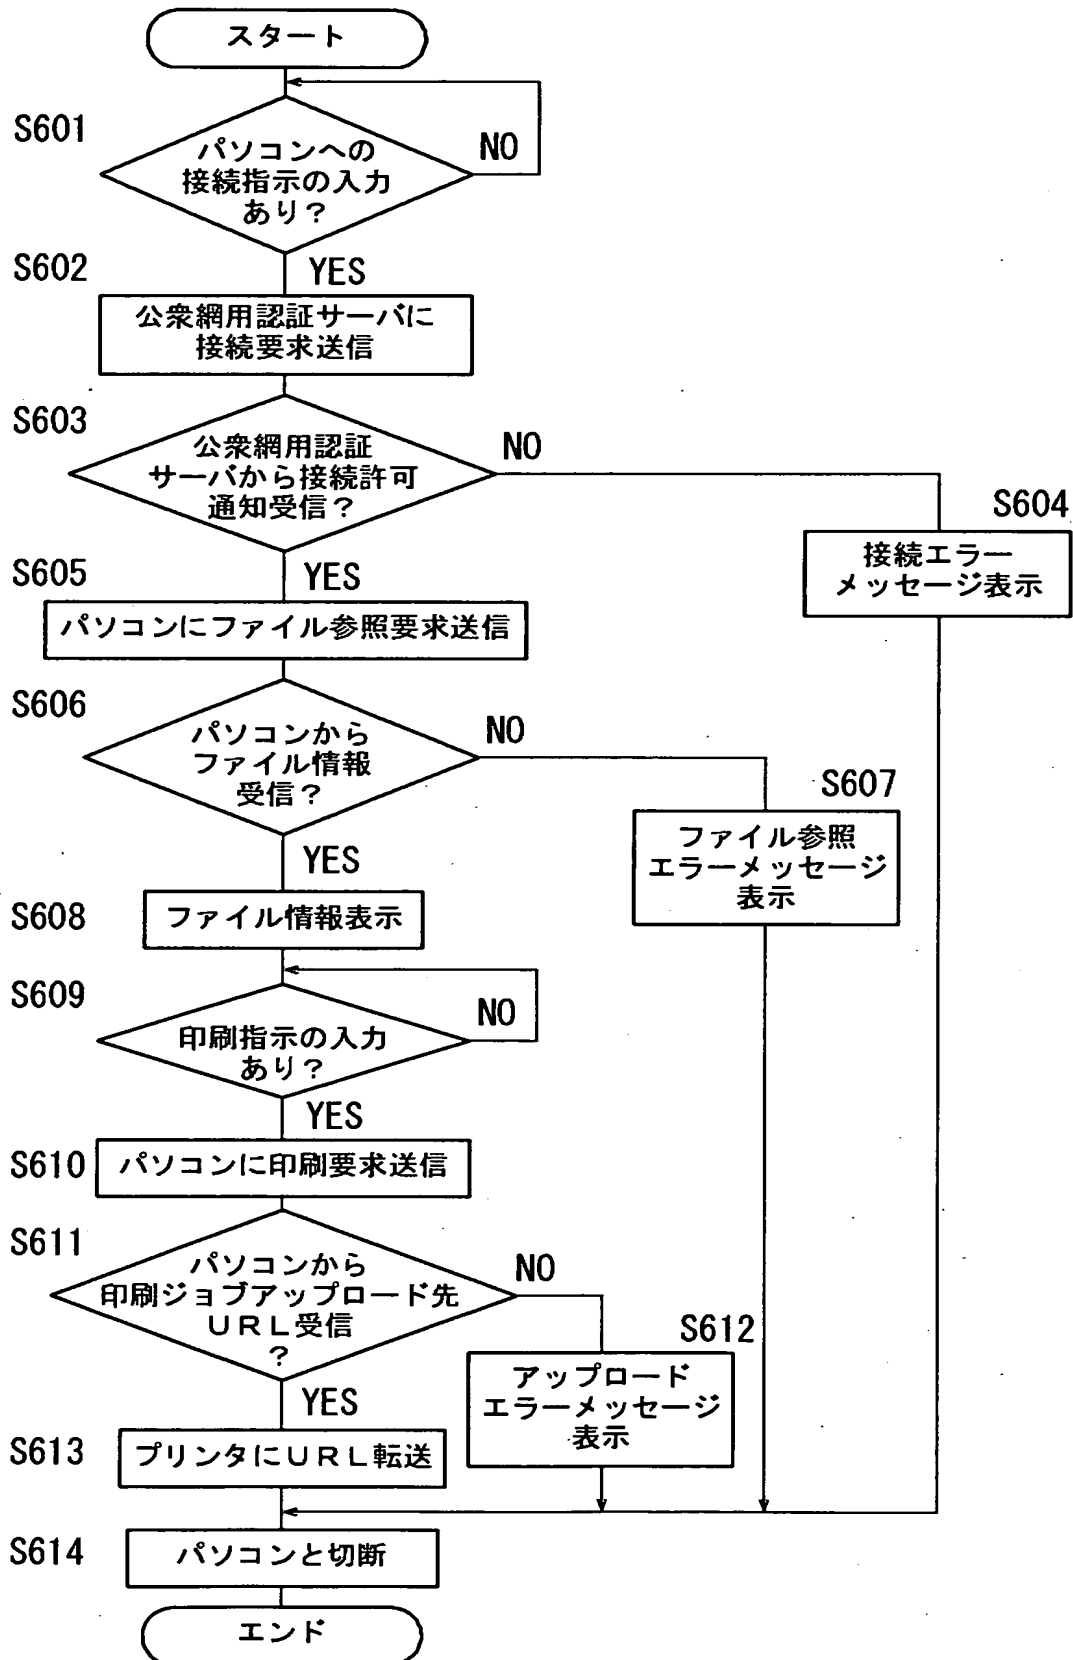 スタート
S601
パソコンへの
接続指示の入力
あり？
NO
YES
S602
公衆網用認証サーバに
接続要求送信
S603
公衆網用認証
サーバから接続許可
通知受信？
NO
YES
S604
接続エラー
メッセージ表示
S605
パソコンにファイル参照要求送信
S606
パソコンから
ファイル情報
受信？
NO
YES
S607
ファイル参照
エラーメッセージ
表示
S608
ファイル情報表示
S609
印刷指示の入力
あり？
NO
YES
S610
パソコンに印刷要求送信
S611
パソコンから
印刷ジョブアップロード先
ＵＲＬ受信
？
NO
YES
S612
アップロード
エラーメッセージ
表示
S613
プリンタにＵＲＬ転送
S614
パソコンと切断
エンド